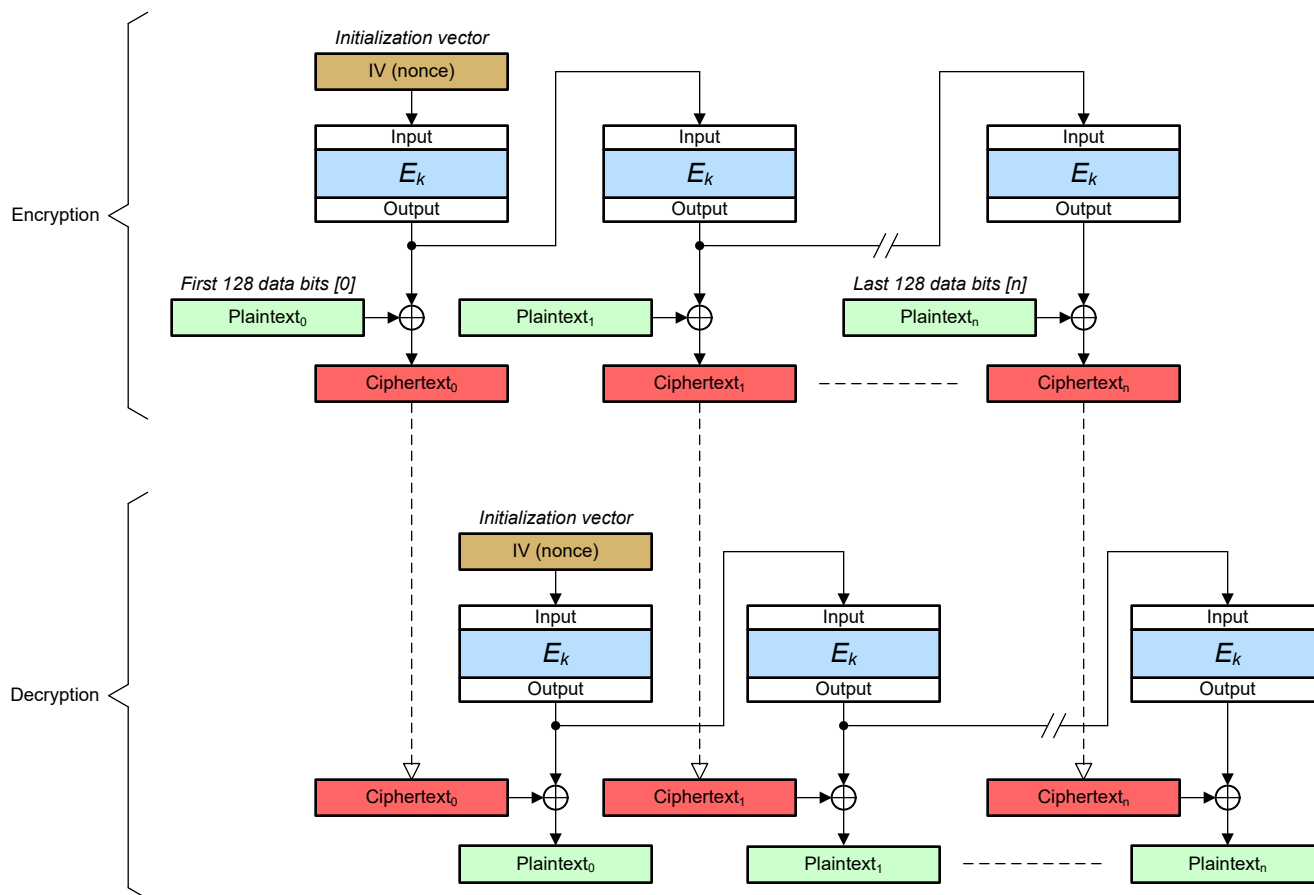 Initialization vector
IV (nonce)
Input
Input
Input
Eₖ
Eₖ
Eₖ
Encryption
Output
Output
Output
First 128 data bits [0]
Last 128 data bits [n]
Plaintext₀
Plaintext₁
Plaintextₙ
Ciphertext₀
Ciphertext₁
Ciphertextₙ
Initialization vector
IV (nonce)
Input
Input
Input
Eₖ
Eₖ
Eₖ
Decryption
Output
Output
Output
Ciphertext₀
Ciphertext₁
Ciphertextₙ
Plaintext₀
Plaintext₁
Plaintextₙ